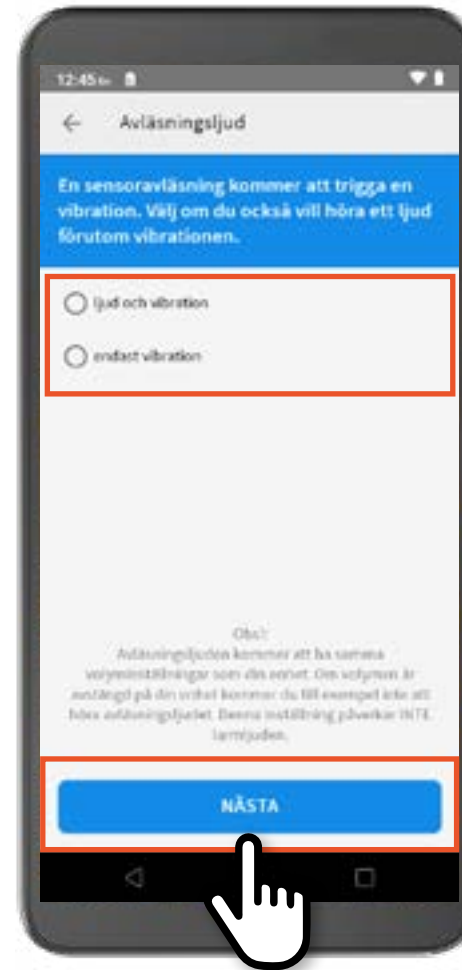 12:45
Avläsningsljud
En sensoravläsning kommer att trigga en
vibration. Välj om du också vill höra ett ljud
förutom vibrationen.
ljud och vibration
endast vibration
Obs!:
Avläsningsljuden kommer att ha samma
volyminställningar som din enhet. Om volymen är
avstängd på din enhet kommer du till exempel inte att
höra avläsningsljudet. Denna inställning påverkar INTE
larmljuden.
NÄSTA